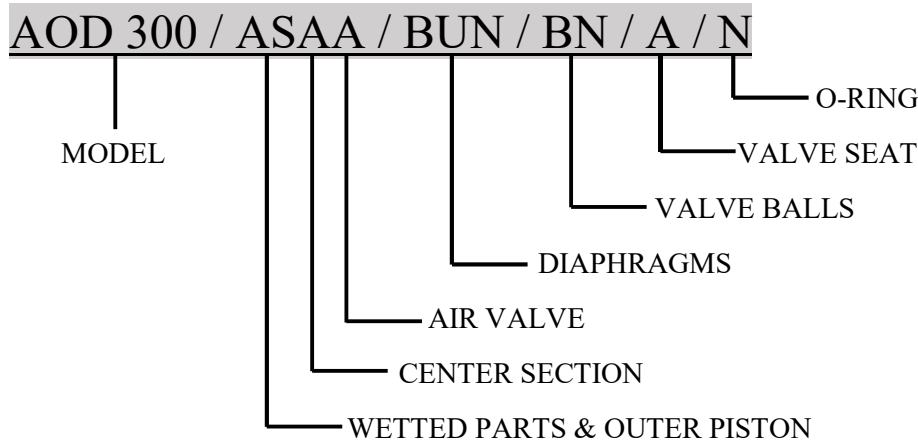 AOD 300 / ASAA / BUN / BN / A / N
O-RING
MODEL
VALVE SEAT
VALVE BALLS
DIAPHRAGMS
AIR VALVE
CENTER SECTION
WETTED PARTS & OUTER PISTON